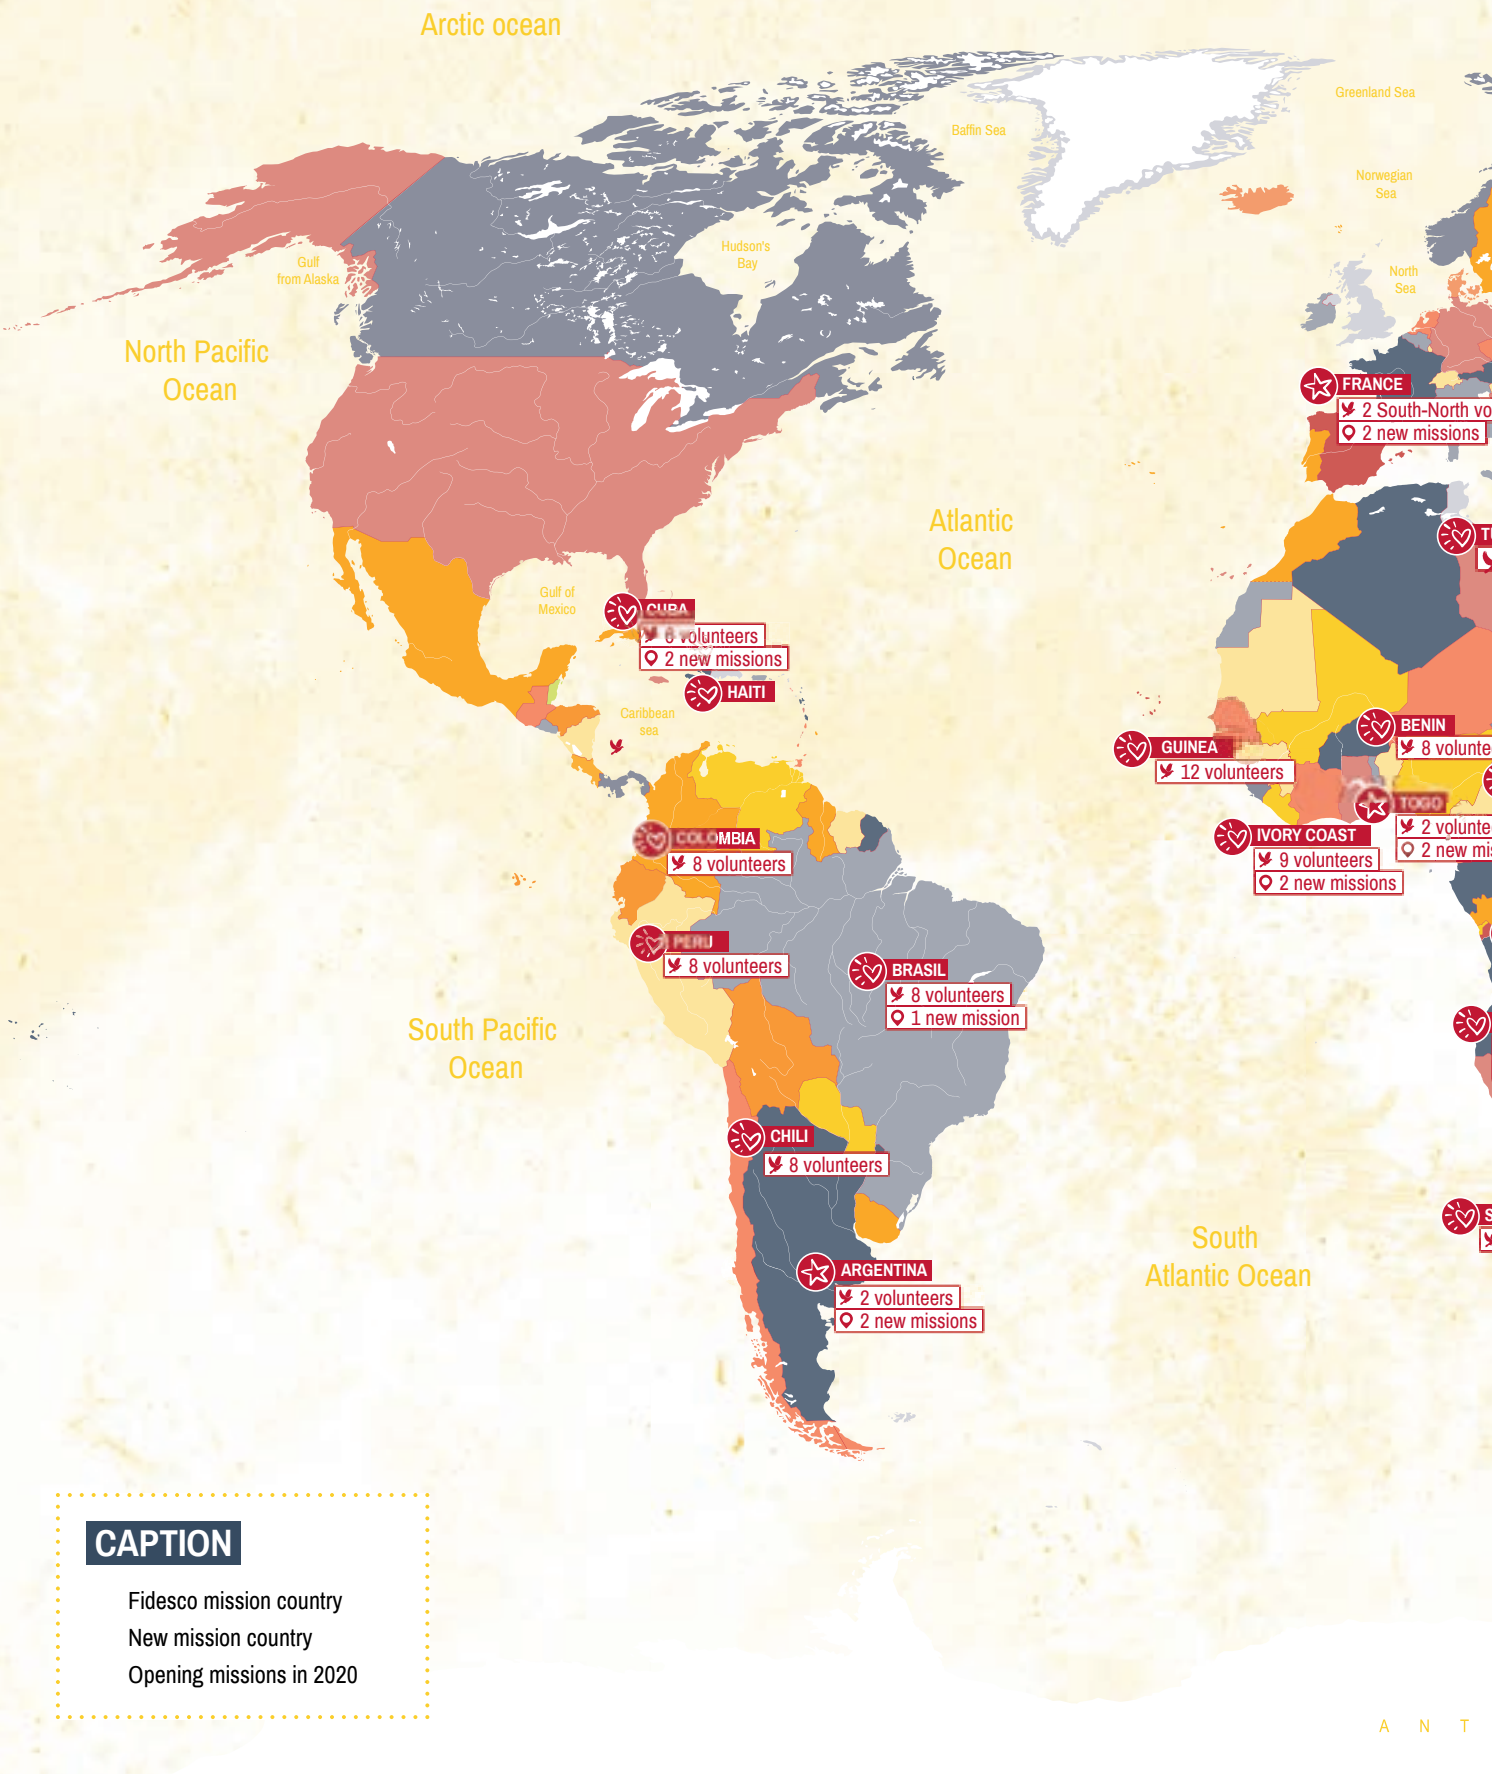 Arctic ocean
Greenland Sea
Baffin Sea
Norwegian
Sea
Hudson's
Bay
Gulf
from Alaska
North
Sea
North Pacific
Ocean
FRANCE
2 South-North vo
2 new missions
Atlantic
Ocean
Gulf of
Mexico
CUBA
6 volunteers
2 new missions
HAITI
Caribbean
sea
BENIN
8 volunte
GUINEA
12 volunteers
TOGO
2 volunte
2 new mis
IVORY COAST
9 volunteers
2 new missions
COLOMBIA
8 volunteers
PERU
8 volunteers
BRASIL
8 volunteers
1 new mission
South Pacific
Ocean
CHILI
8 volunteers
South
Atlantic Ocean
ARGENTINA
2 volunteers
2 new missions
CAPTION
Fidesco mission country
New mission country
Opening missions in 2020
A N T